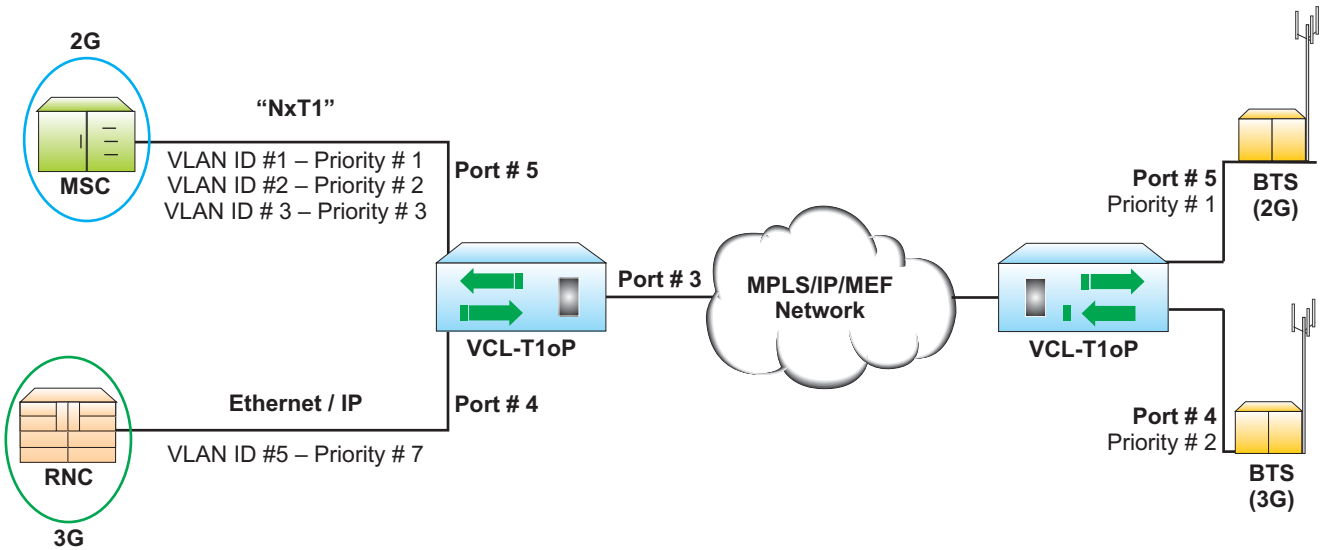 2G
“NxT1”
MSC
VLAN ID #1 – Priority # 1
VLAN ID #2 – Priority # 2
VLAN ID # 3 – Priority # 3
Port # 5
VCL-T1oP
Port # 3
MPLS/IP/MEF
Network
VCL-T1oP
Port # 5
Priority # 1
BTS
(2G)
Ethernet / IP
Port # 4
VLAN ID #5 – Priority # 7
RNC
3G
Port # 4
Priority # 2
BTS
(3G)